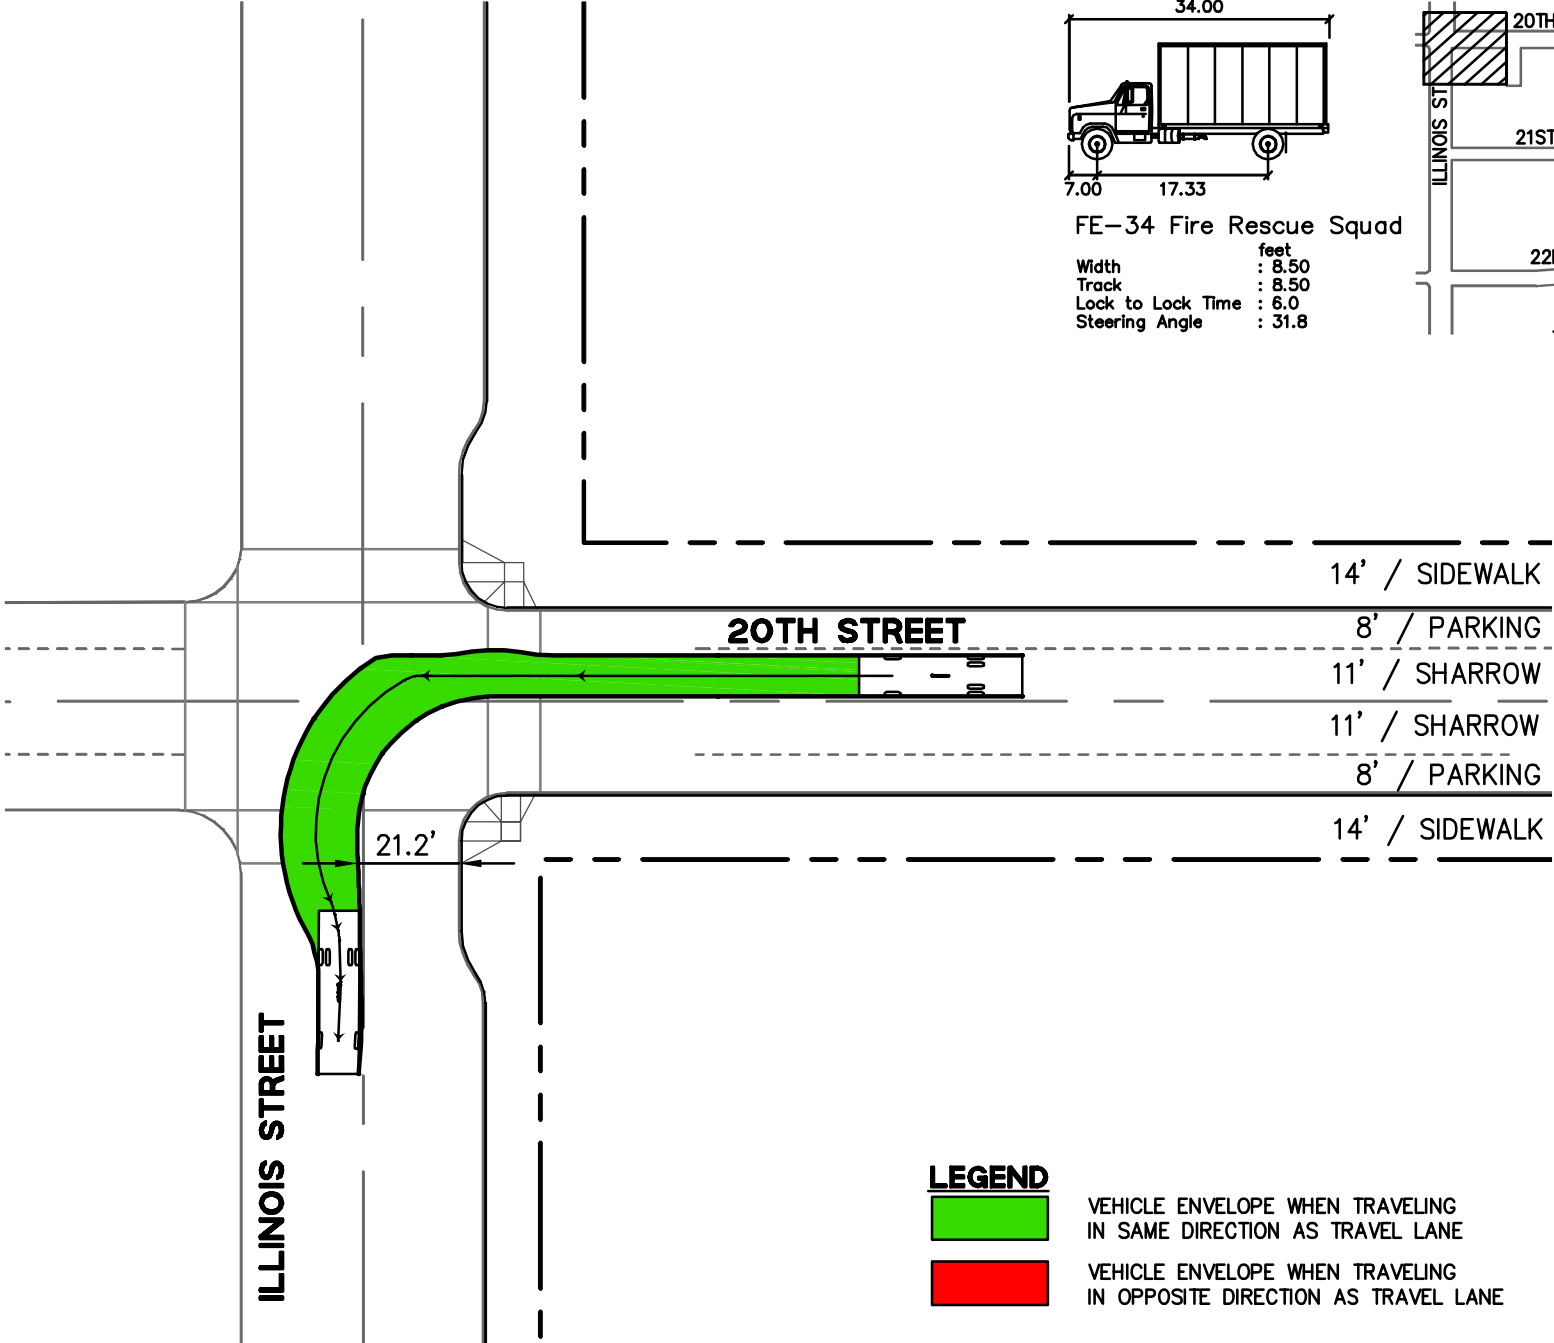 34.00
7.00
17.33
FE-34 Fire Rescue Squad
feet
Width : 8.50
Track : 8.50
Lock to Lock Time : 6.0
Steering Angle : 31.8
20TH
ILLINOIS ST
21ST
14' / SIDEWALK
8' / PARKING
11' / SHARROW
11' / SHARROW
8' / PARKING
14' / SIDEWALK
20TH STREET
21.2'
ILLINOIS STREET
LEGEND
VEHICLE ENVELOPE WHEN TRAVELING
IN SAME DIRECTION AS TRAVEL LANE
VEHICLE ENVELOPE WHEN TRAVELING
IN OPPOSITE DIRECTION AS TRAVEL LANE